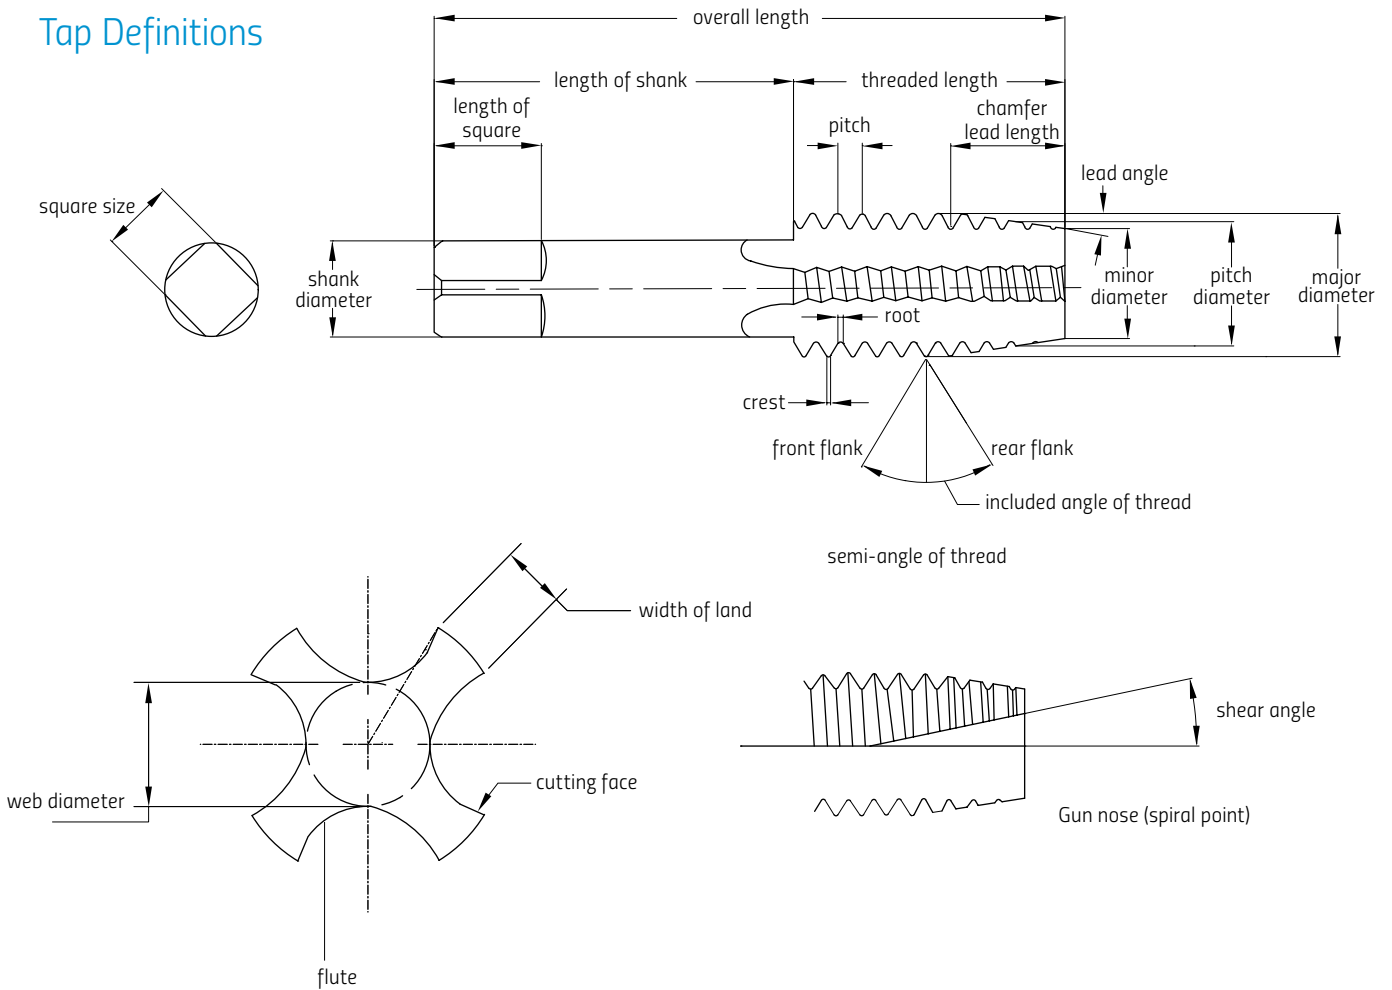 Tap Definitions
overall length
length of shank
threaded length
length of
square
pitch
chamfer
lead length
lead angle
square size
shank
diameter
minor
diameter
pitch
diameter
major
diameter
root
crest
front flank
rear flank
included angle of thread
semi-angle of thread
width of land
shear angle
cutting face
web diameter
Gun nose (spiral point)
flute